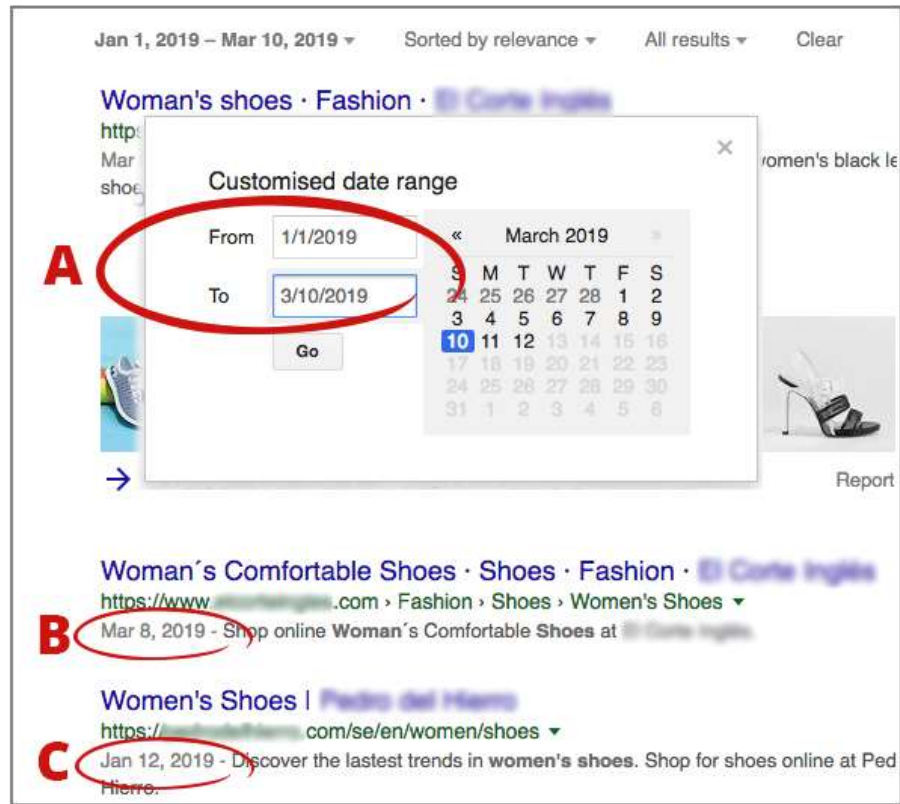 Jan 1, 2019 – Mar 10, 2019 Sorted by relevance All results Clear
Woman's shoes · Fashion ·
http
Mar
women's black le
shoe
×
Customised date range
A
From 1/1/2019
To 3/10/2019
Go
« March 2019 »
S M T W T F S
24 25 26 27 28 1 2
3 4 5 6 7 8 9
10 11 12 13 14 15 16
17 18 19 20 21 22 23
24 25 26 27 28 29 30
31 1 2 3 4 5 6
→ Report
Woman´s Comfortable Shoes · Shoes · Fashion ·
https://www. .com › Fashion › Shoes › Women's Shoes
B
Mar 8, 2019 - Shop online Woman´s Comfortable Shoes at
Women's Shoes |
https:/ .com/se/en/women/shoes
C
Jan 12, 2019 - Discover the lastest trends in women's shoes. Shop for shoes online at Ped
Hierro.